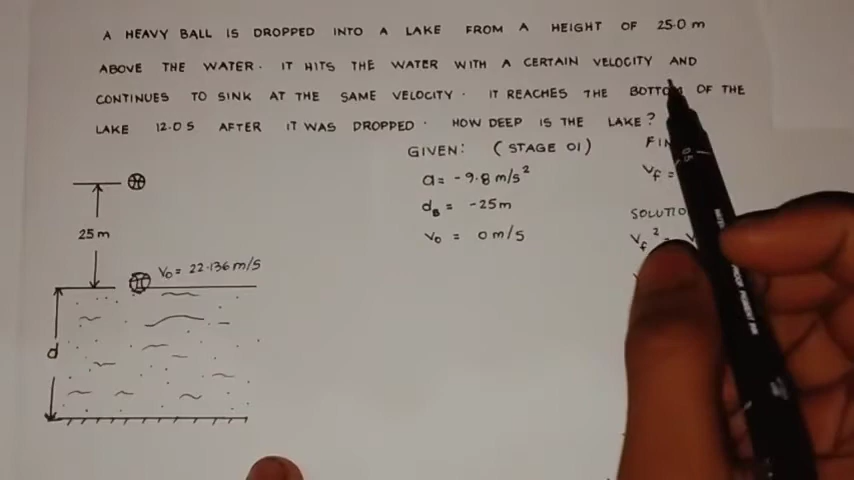 A HEAVY BALL IS DROPPED INTO A LAKE FROM A HEIGHT OF 25.0 m
ABOVE THE WATER. IT HITS THE WATER WITH A CERTAIN VELOCITY AND
CONTINUES TO SINK AT THE SAME VELOCITY. IT REACHES THE BOTTOM OF THE
LAKE 12.0 S AFTER IT WAS DROPPED. HOW DEEP IS THE LAKE?
GIVEN: (STAGE 01)
a = -9.8 m/s²
d_B = -25m
v₀ = 0 m/s
v_f =
v_f² =
25 m
v₀ = 22.136 m/s
d